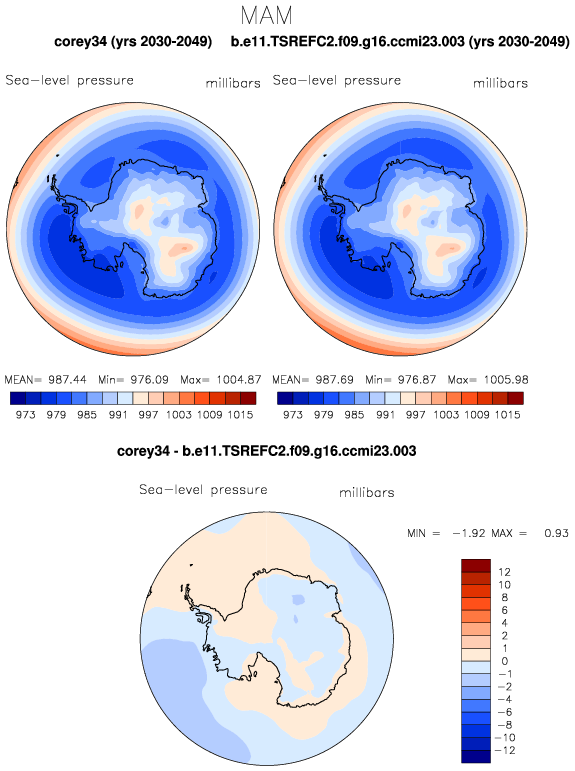 MAM
corey34 (yrs 2030-2049) b.e11.TSREFC2.f09.g16.ccmi23.003 (yrs 2030-2049)
Sea-level pressure millibars Sea-level pressure millibars
MEAN= 987.44 Min= 976.09 Max= 1004.87 MEAN= 987.69 Min= 976.87 Max= 1005.98
973 979 985 991 997 1003 1009 1015 973 979 985 991 997 1003 1009 1015
corey34 - b.e11.TSREFC2.f09.g16.ccmi23.003
Sea-level pressure millibars
MIN = -1.92 MAX = 0.93
12
10
8
6
4
2
1
0
-1
-2
-4
-6
-8
-10
-12